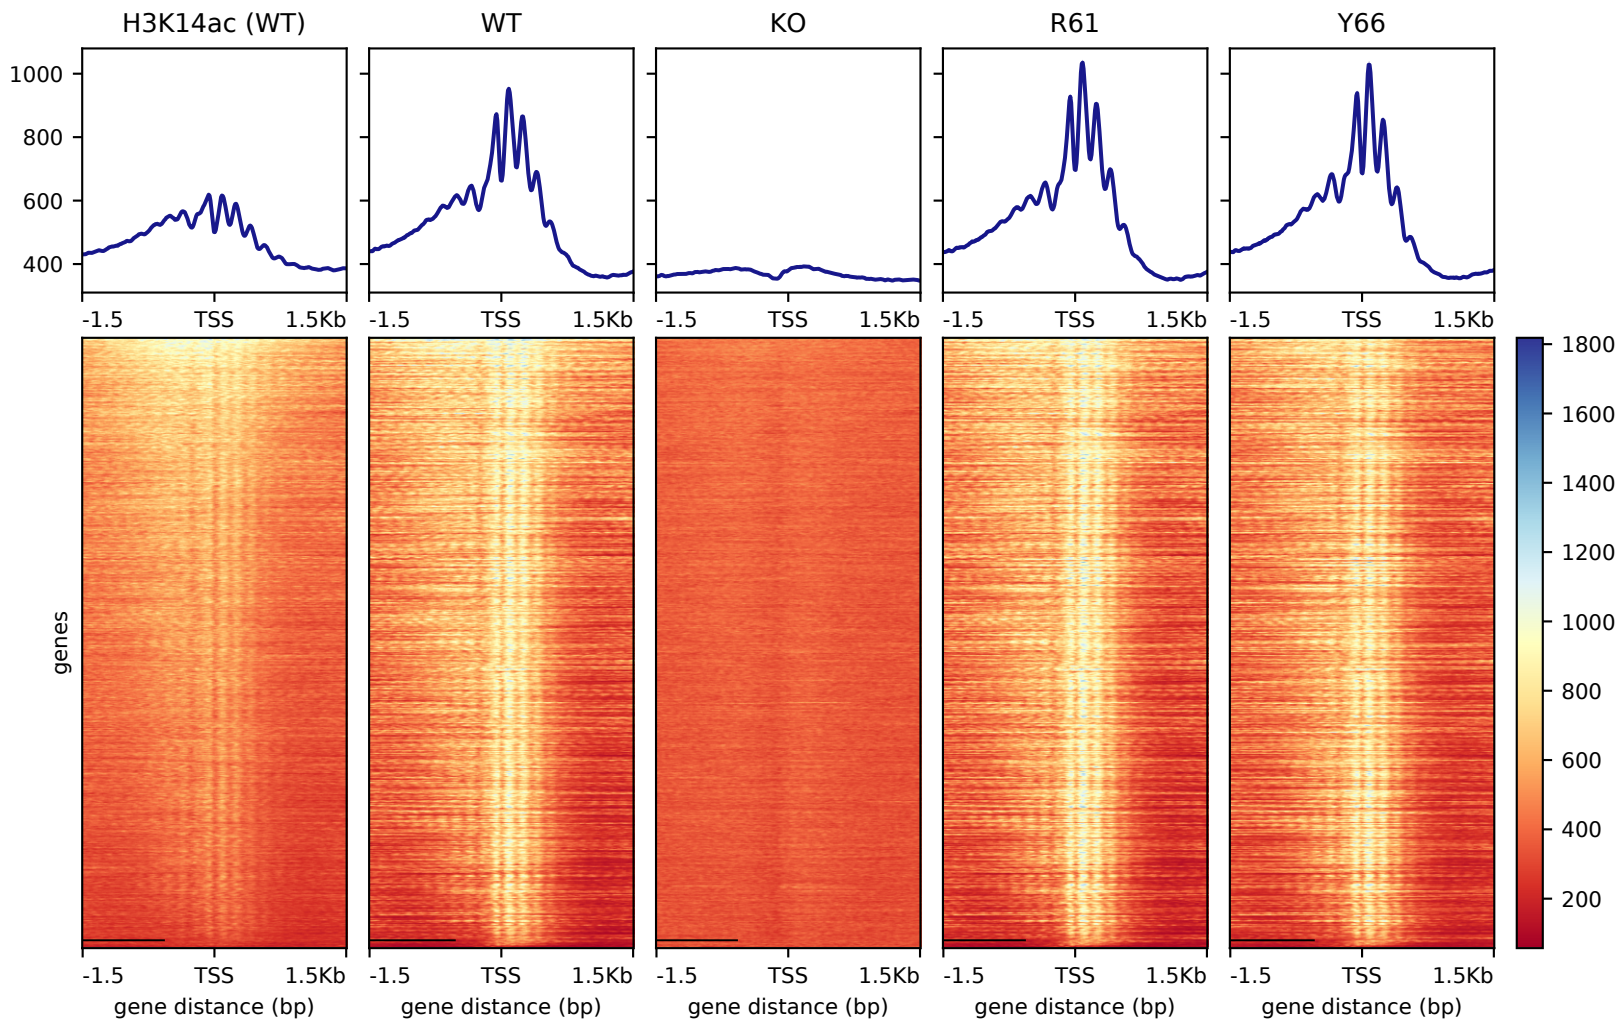 H3K14ac (WT) WT KO R61 Y66
1000
800
600
400
-1.5 TSS 1.5Kb -1.5 TSS 1.5Kb -1.5 TSS 1.5Kb -1.5 TSS 1.5Kb -1.5 TSS 1.5Kb
genes
1800
1600
1400
1200
1000
800
600
400
200
-1.5 TSS 1.5Kb -1.5 TSS 1.5Kb -1.5 TSS 1.5Kb -1.5 TSS 1.5Kb -1.5 TSS 1.5Kb
gene distance (bp) gene distance (bp) gene distance (bp) gene distance (bp) gene distance (bp)